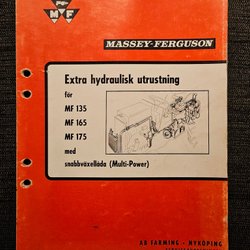 MF
MASSEY-FERGUSON
Extra hydraulisk utrustning
för
MF 135
MF 165
MF 175
med
snabbväxellåda (Multi-Power)
AB FARMING - NYKÖPING